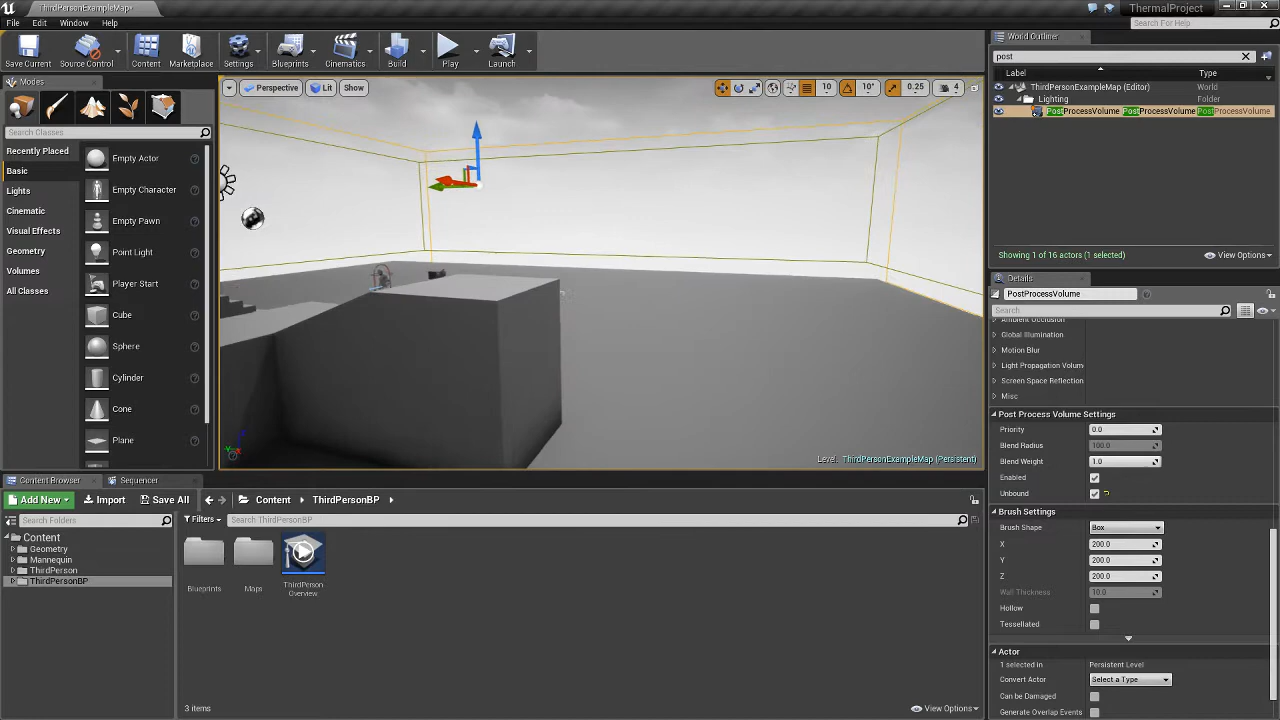 ThirdPersonExampleMap*
ThermalProject
File Edit Window Help
Search For Help
Save Current
Source Control
Content
Marketplace
Settings
Blueprints
Cinematics
Build
Play
Launch
World Outliner
post
Label
Type
ThirdPersonExampleMap (Editor) World
Lighting Folder
PostProcessVolume PostProcessVolume PostProcessVolume
Showing 1 of 16 actors (1 selected)
View Options
Modes
Search Classes
Recently Placed
Basic
Lights
Cinematic
Visual Effects
Geometry
Volumes
All Classes
Empty Actor
Empty Character
Empty Pawn
Point Light
Player Start
Cube
Sphere
Cylinder
Cone
Plane
Perspective
Lit
Show
10
10°
0.25
4
Level: ThirdPersonExampleMap (Persistent)
Details
PostProcessVolume
Search
Ambient Occlusion
Global Illumination
Motion Blur
Light Propagation Volum
Screen Space Reflection
Misc
Post Process Volume Settings
Priority 0.0
Blend Radius 100.0
Blend Weight 1.0
Enabled
Unbound
Brush Settings
Brush Shape Box
X 200.0
Y 200.0
Z 200.0
Wall Thickness 10.0
Hollow
Tessellated
Actor
1 selected in Persistent Level
Convert Actor Select a Type
Can be Damaged
Generate Overlap Events
Content Browser
Sequencer
Add New
Import
Save All
Content
ThirdPersonBP
Search Folders
Filters
Search ThirdPersonBP
Content
Geometry
Mannequin
ThirdPerson
ThirdPersonBP
Blueprints
Maps
ThirdPerson
Overview
3 items
View Options